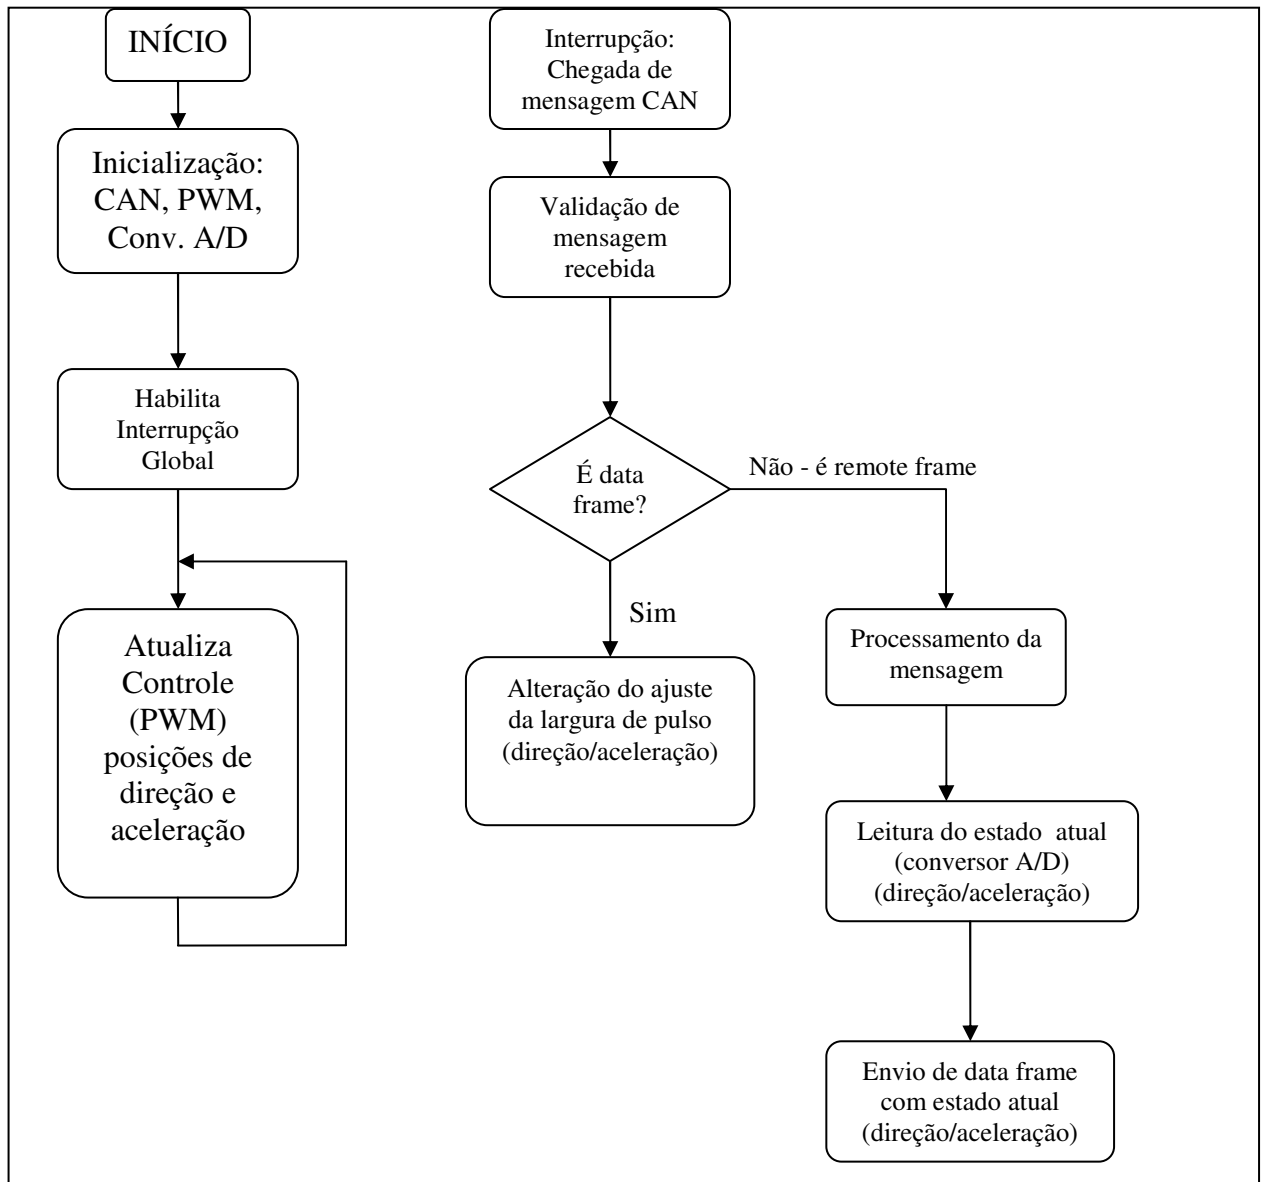 INÍCIO
Inicialização:
CAN, PWM,
Conv. A/D
Habilita
Interrupção
Global
Atualiza
Controle
(PWM)
posições de
direção e
aceleração
Interrupção:
Chegada de
mensagem CAN
Validação de
mensagem
recebida
É data
frame?
Não - é remote frame
Sim
Alteração do ajuste
da largura de pulso
(direção/aceleração)
Processamento da
mensagem
Leitura do estado atual
(conversor A/D)
(direção/aceleração)
Envio de data frame
com estado atual
(direção/aceleração)